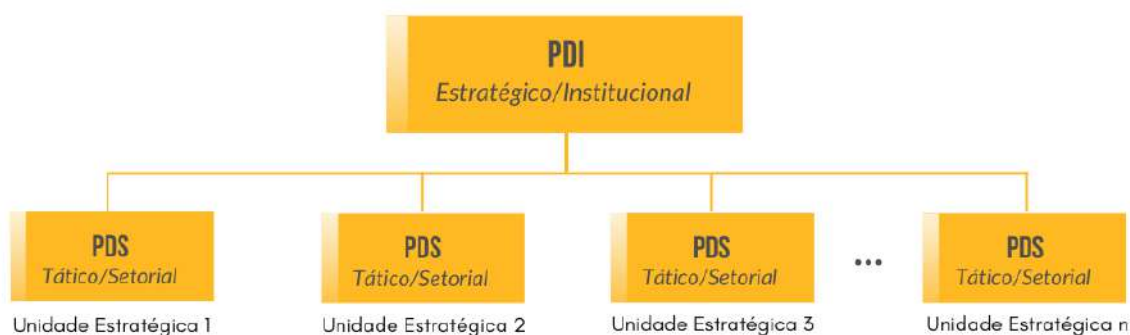 PDI
Estratégico/Institucional
PDS
Tático/Setorial
PDS
Tático/Setorial
PDS
Tático/Setorial
...
PDS
Tático/Setorial
Unidade Estratégica 1
Unidade Estratégica 2
Unidade Estratégica 3
Unidade Estratégica n